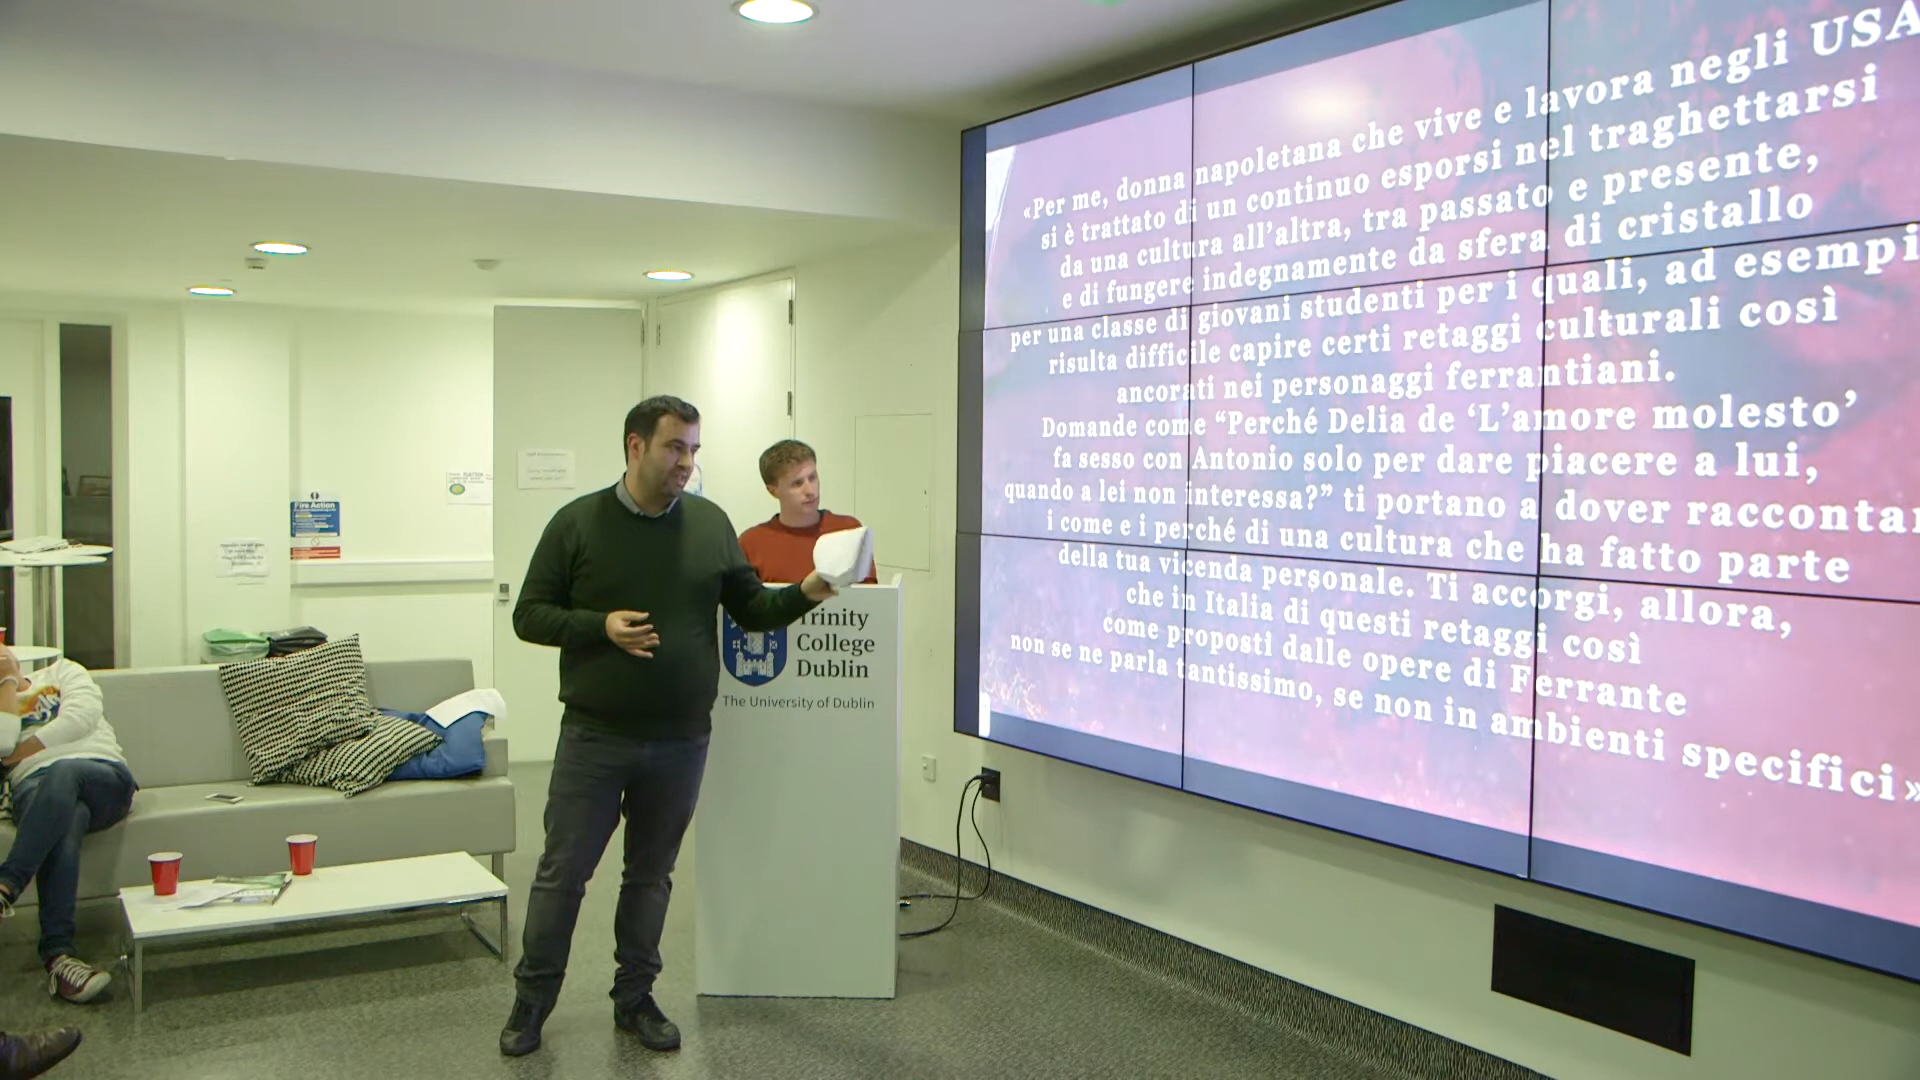 «Per me, donna napoletana che vive e lavora negli USA
si è trattato di un continuo esporsi nel traghettarsi
da una cultura all'altra, tra passato e presente,
e di fungere indegnamente da sfera di cristallo
per una classe di giovani studenti per i quali, ad esempi
risulta difficile capire certi retaggi culturali così
ancorati nei personaggi ferrantiani.
Domande come “Perché Delia de ‘L'amore molesto’
fa sesso con Antonio solo per dare piacere a lui,
quando a lei non interessa?” ti portano a dover raccontar
i come e i perché di una cultura che ha fatto parte
della tua vicenda personale. Ti accorgi, allora,
che in Italia di questi retaggi così
come proposti dalle opere di Ferrante
non se ne parla tantissimo, se non in ambienti specifici»
Trinity
College
Dublin
The University of Dublin
Fire Action